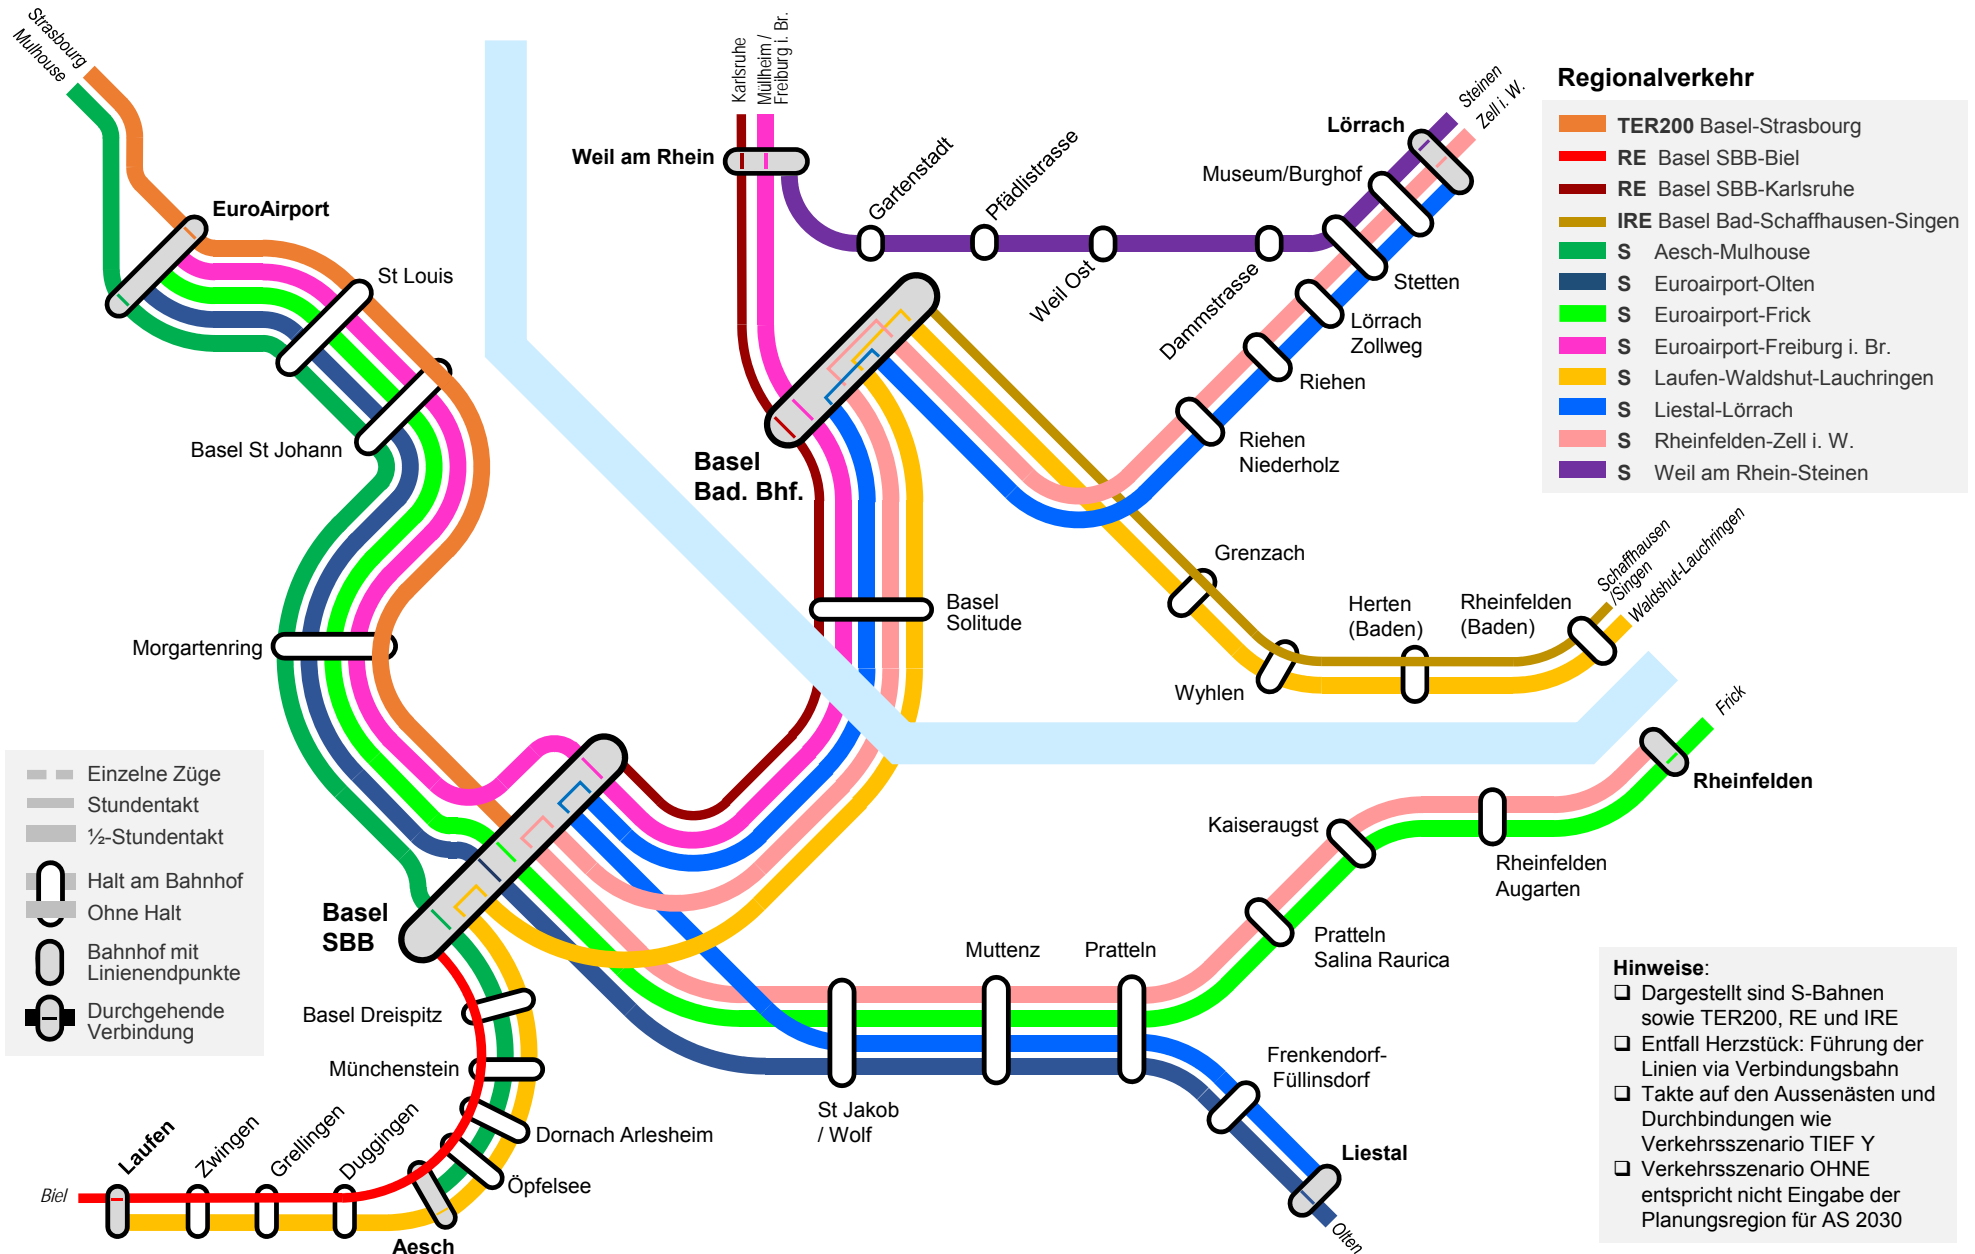 Strasbourg
Mulhouse
Karlsruhe
Müllheim /
Freiburg i. Br.
Steinen
Zell i. W.
Regionalverkehr
TER200 Basel-Strasbourg
RE Basel SBB-Biel
RE Basel SBB-Karlsruhe
IRE Basel Bad-Schaffhausen-Singen
S Aesch-Mulhouse
S Euroairport-Olten
S Euroairport-Frick
S Euroairport-Freiburg i. Br.
S Laufen-Waldshut-Lauchringen
S Liestal-Lörrach
S Rheinfelden-Zell i. W.
S Weil am Rhein-Steinen
Lörrach
Weil am Rhein
Museum/Burghof
Gartenstadt
Pfädlistrasse
Weil Ost
Dammstrasse
Stetten
Lörrach
Zollweg
Riehen
Riehen
Niederholz
EuroAirport
St Louis
Basel St Johann
Morgartenring
Basel
Bad. Bhf.
Basel
Solitude
Grenzach
Wyhlen
Herten
(Baden)
Rheinfelden
(Baden)
Schaffhausen
/Singen
Waldshut-Lauchringen
Frick
Rheinfelden
Kaiseraugst
Rheinfelden
Augarten
Pratteln
Salina Raurica
Muttenz
Pratteln
St Jakob
/ Wolf
Frenkendorf-
Füllinsdorf
Liestal
Olten
Basel
SBB
Basel Dreispitz
Münchenstein
Dornach Arlesheim
Öpfelsee
Aesch
Duggingen
Grellingen
Zwingen
Laufen
Biel
Einzelne Züge
Stundentakt
½-Stundentakt
Halt am Bahnhof
Ohne Halt
Bahnhof mit
Linienendpunkte
Durchgehende
Verbindung
Hinweise:
❑ Dargestellt sind S-Bahnen
sowie TER200, RE und IRE
❑ Entfall Herzstück: Führung der
Linien via Verbindungsbahn
❑ Takte auf den Aussenästen und
Durchbindungen wie
Verkehrsszenario TIEF Y
❑ Verkehrsszenario OHNE
entspricht nicht Eingabe der
Planungsregion für AS 2030